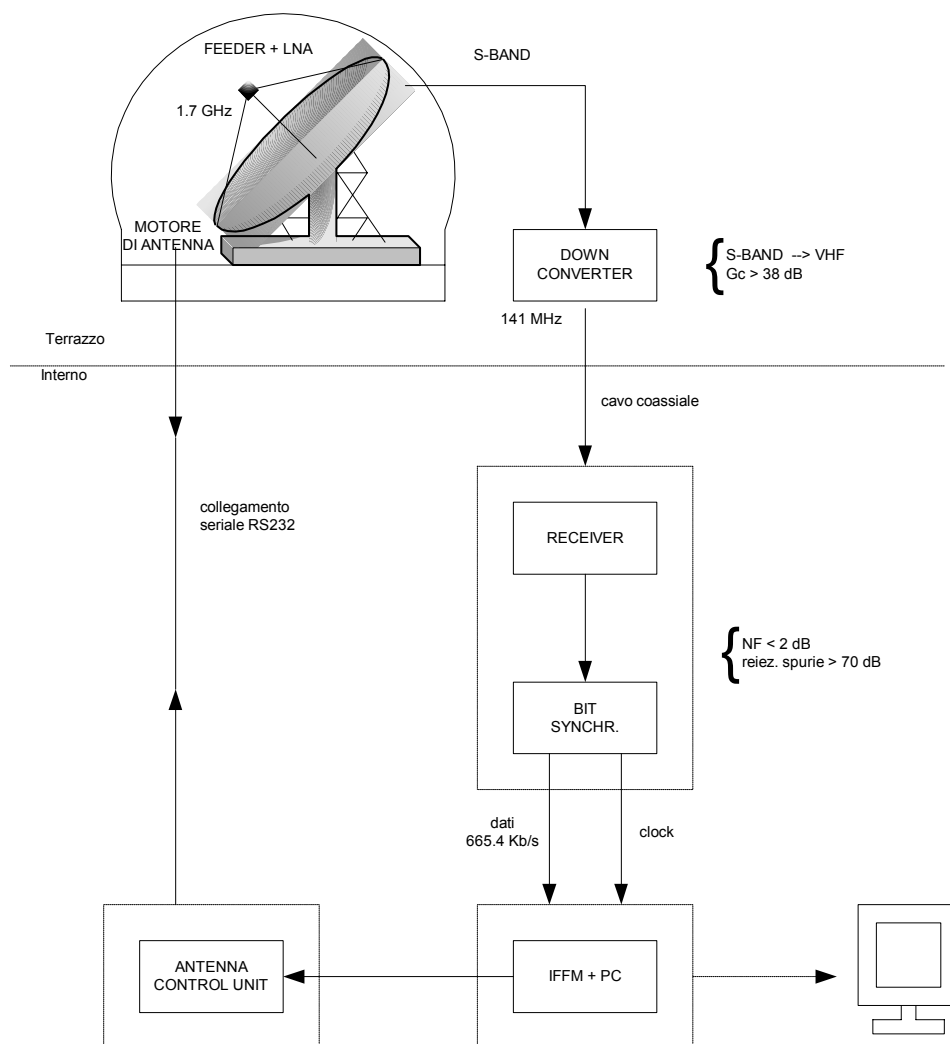 FEEDER + LNA
S-BAND
1.7 GHz
MOTORE
DI ANTENNA
DOWN
CONVERTER
S-BAND --> VHF
Gc > 38 dB
141 MHz
Terrazzo
Interno
cavo coassiale
collegamento
seriale RS232
RECEIVER
NF < 2 dB
reiez. spurie > 70 dB
BIT
SYNCHR.
dati
665.4 Kb/s
clock
ANTENNA
CONTROL UNIT
IFFM + PC